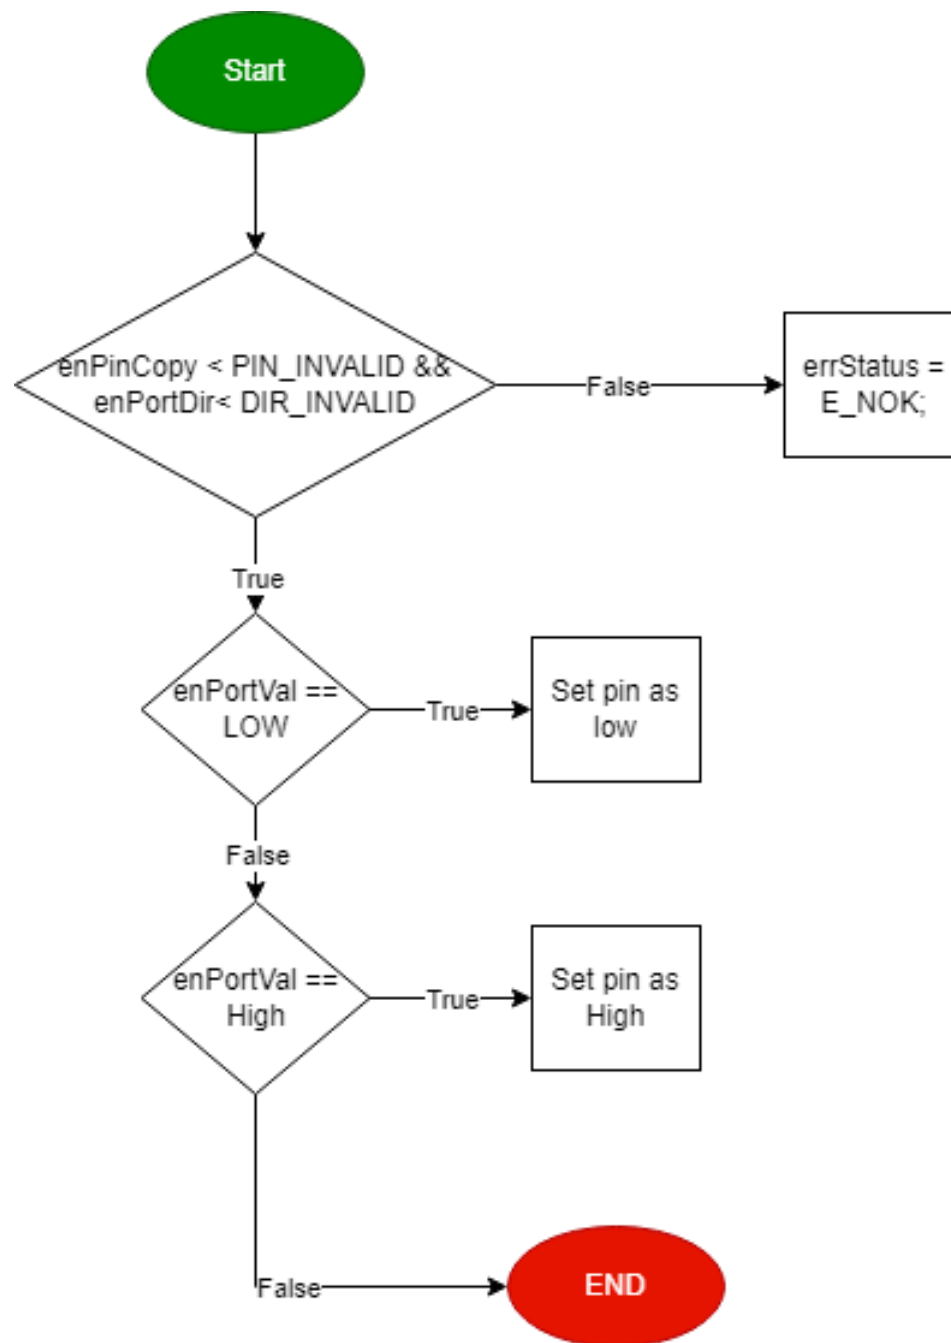 Start
enPinCopy < PIN_INVALID &&
enPortDir< DIR_INVALID
False
errStatus =
E_NOK;
True
enPortVal ==
LOW
True
Set pin as
low
False
enPortVal ==
High
True
Set pin as
High
False
END